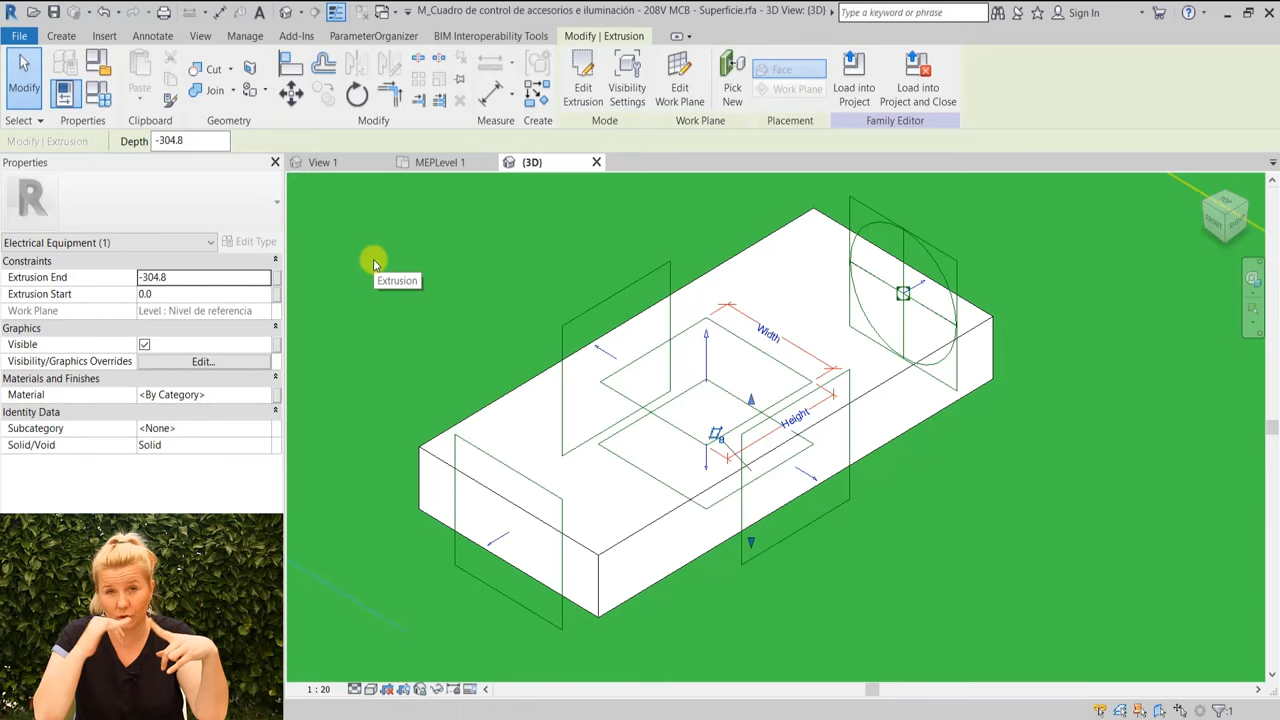 M_Cuadro de control de accesorios e iluminación - 208V MCB - Superficie.rfa - 3D View: {3D}
Type a keyword or phrase
Sign In
File
Create
Insert
Annotate
View
Manage
Add-Ins
ParameterOrganizer
BIM Interoperability Tools
Modify | Extrusion
Modify
Paste
Cut
Join
Edit
Extrusion
Visibility
Settings
Edit
Work Plane
Pick
New
Face
Work Plane
Load into
Project
Load into
Project and Close
Select
Properties
Clipboard
Geometry
Modify
Measure
Create
Mode
Work Plane
Placement
Family Editor
Modify | Extrusion
Depth
-304.8
Properties
View 1
MEPLevel 1
{3D}
R
Electrical Equipment (1)
Edit Type
Constraints
Extrusion End
-304.8
Extrusion Start
0.0
Work Plane
Level : Nivel de referencia
Graphics
Visible
Visibility/Graphics Overrides
Edit...
Materials and Finishes
Material
<By Category>
Identity Data
Subcategory
<None>
Solid/Void
Solid
Extrusion
TOP
FRONT
Width
Height
1 : 20
:1